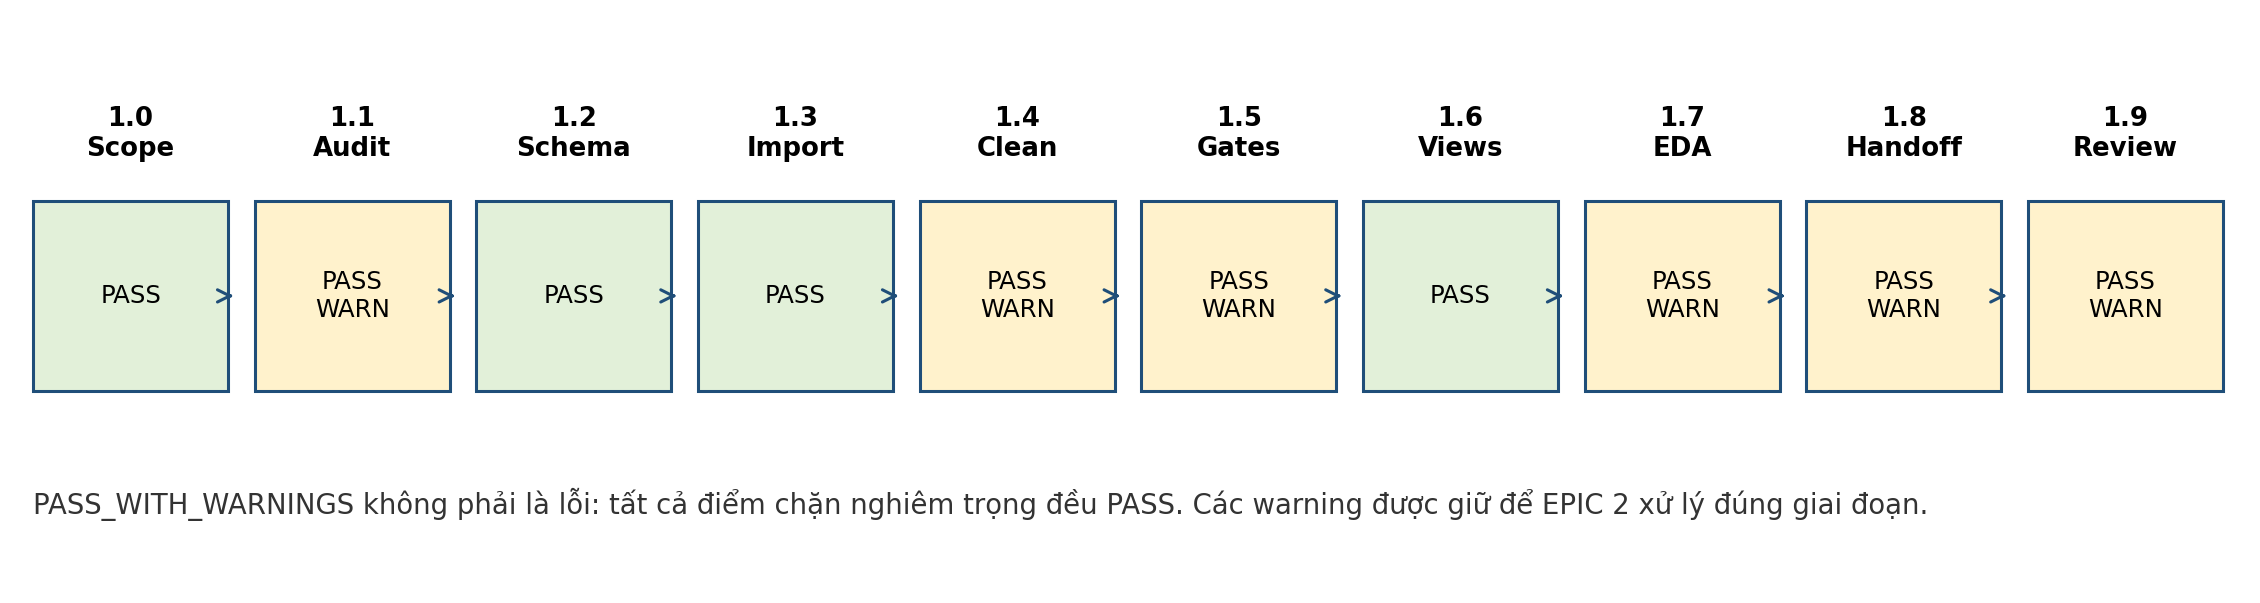 1.0
Scope
1.1
Audit
1.2
Schema
1.3
Import
1.4
Clean
1.5
Gates
1.6
Views
1.7
EDA
1.8
Handoff
1.9
Review
PASS
PASS
WARN
PASS
PASS
PASS
WARN
PASS
WARN
PASS
PASS
WARN
PASS
WARN
PASS
WARN
PASS_WITH_WARNINGS không phải là lỗi: tất cả điểm chặn nghiêm trọng đều PASS. Các warning được giữ để EPIC 2 xử lý đúng giai đoạn.